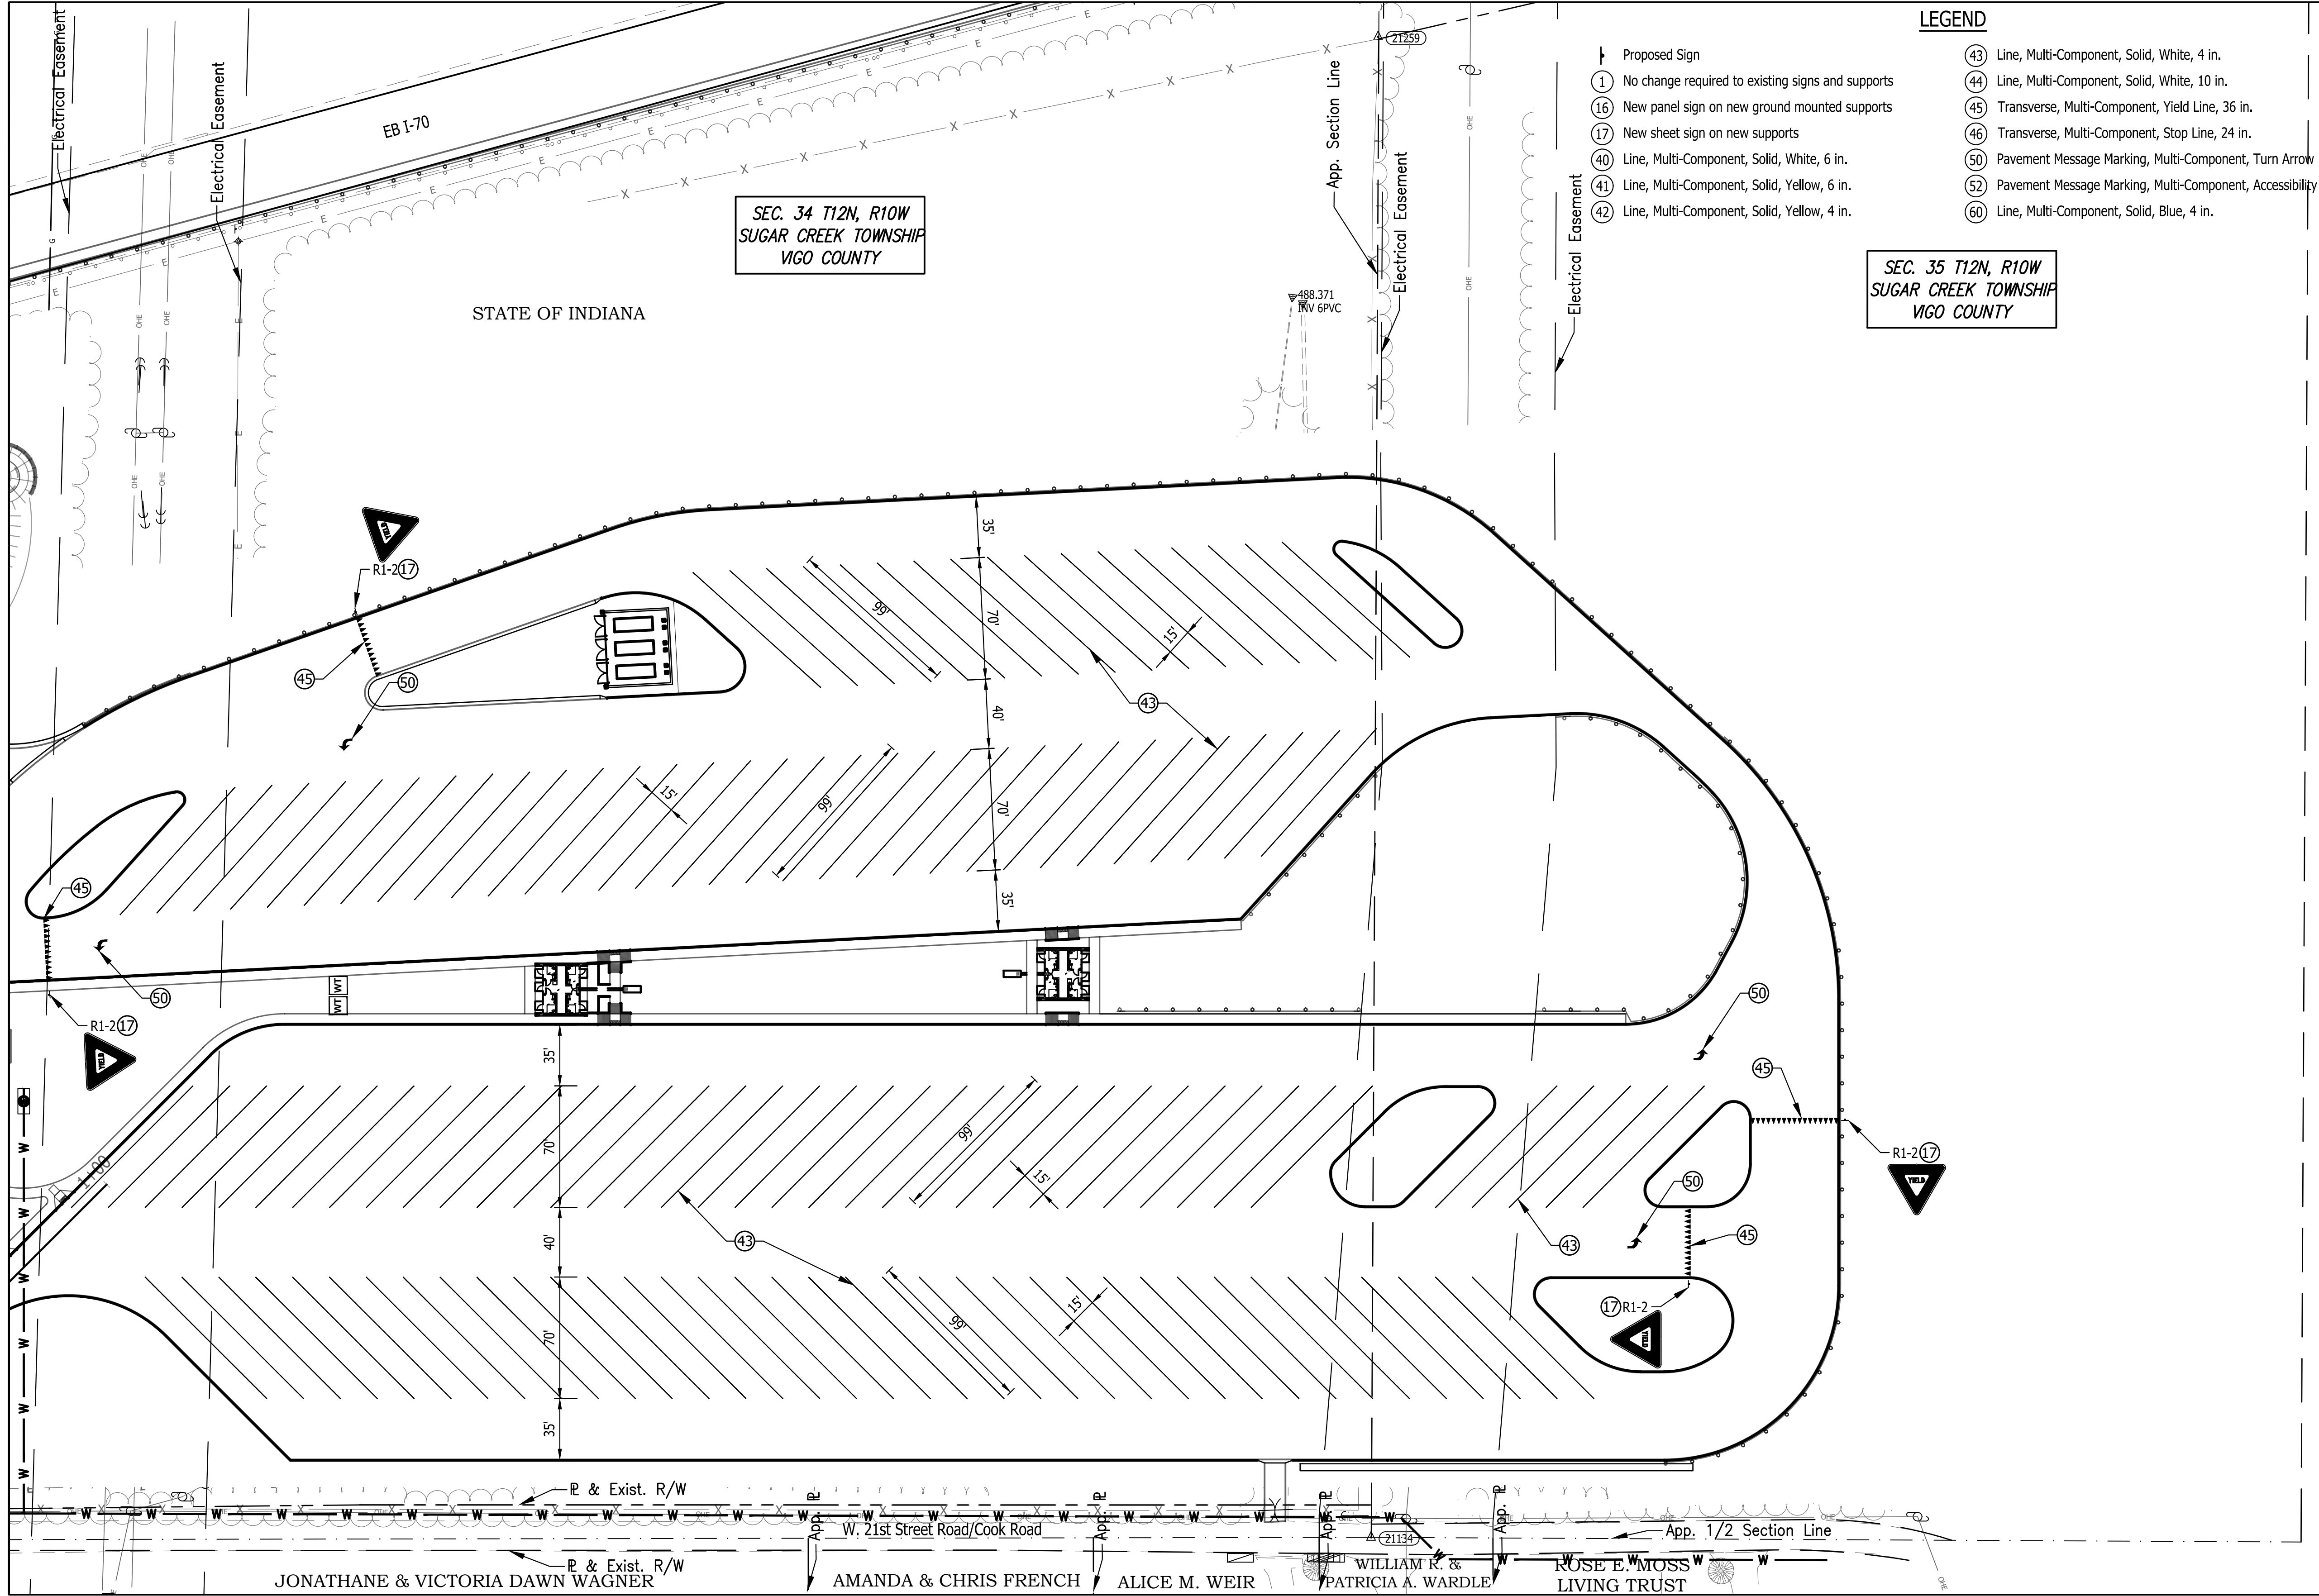 LEGEND
Proposed Sign
1 No change required to existing signs and supports
16 New panel sign on new ground mounted supports
17 New sheet sign on new supports
40 Line, Multi-Component, Solid, White, 6 in.
41 Line, Multi-Component, Solid, Yellow, 6 in.
42 Line, Multi-Component, Solid, Yellow, 4 in.
43 Line, Multi-Component, Solid, White, 4 in.
44 Line, Multi-Component, Solid, White, 10 in.
45 Transverse, Multi-Component, Yield Line, 36 in.
46 Transverse, Multi-Component, Stop Line, 24 in.
50 Pavement Message Marking, Multi-Component, Turn Arrow
52 Pavement Message Marking, Multi-Component, Accessibility
60 Line, Multi-Component, Solid, Blue, 4 in.
Electrical Easement
Electrical Easement
EB I-70
App. Section Line
Electrical Easement
Electrical Easement
21259
SEC. 34 T12N, R10W
SUGAR CREEK TOWNSHIP
VIGO COUNTY
SEC. 35 T12N, R10W
SUGAR CREEK TOWNSHIP
VIGO COUNTY
STATE OF INDIANA
488.371
INV 6PVC
YIELD
R1-2 17
45
50
35'
70'
40'
70'
35'
99'
15'
43
15'
99'
45
50
R1-2 17
YIELD
WT
WT
50
45
R1-2 17
YIELD
50
45
17 R1-2
YIELD
43
35'
70'
40'
70'
35'
99'
15'
43
99'
15'
1100
PL & Exist. R/W
W. 21st Street Road/Cook Road
PL & Exist. R/W
App. PL
App. PL
App. PL
App. PL
21134
App. 1/2 Section Line
JONATHANE & VICTORIA DAWN WAGNER
AMANDA & CHRIS FRENCH
ALICE M. WEIR
WILLIAM R. &
PATRICIA A. WARDLE
ROSE E. MOSS
LIVING TRUST